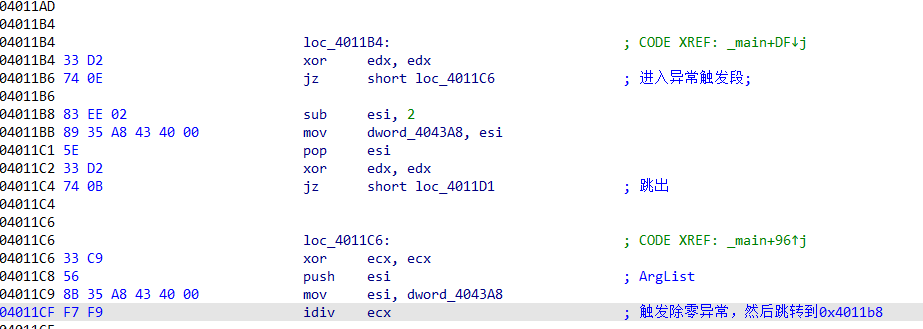 04011AD
04011B4
04011B4 loc_4011B4: ; CODE XREF: _main+DF↓j
04011B4 33 D2 xor edx, edx
04011B6 74 0E jz short loc_4011C6 ; 进入异常触发段;
04011B6
04011B8 83 EE 02 sub esi, 2
04011BB 89 35 A8 43 40 00 mov dword_4043A8, esi
04011C1 5E pop esi
04011C2 33 D2 xor edx, edx
04011C4 74 0B jz short loc_4011D1 ; 跳出
04011C4
04011C6
04011C6 loc_4011C6: ; CODE XREF: _main+96↑j
04011C6 33 C9 xor ecx, ecx
04011C8 56 push esi ; ArgList
04011C9 8B 35 A8 43 40 00 mov esi, dword_4043A8
04011CF F7 F9 idiv ecx ; 触发除零异常，然后跳转到0x4011b8